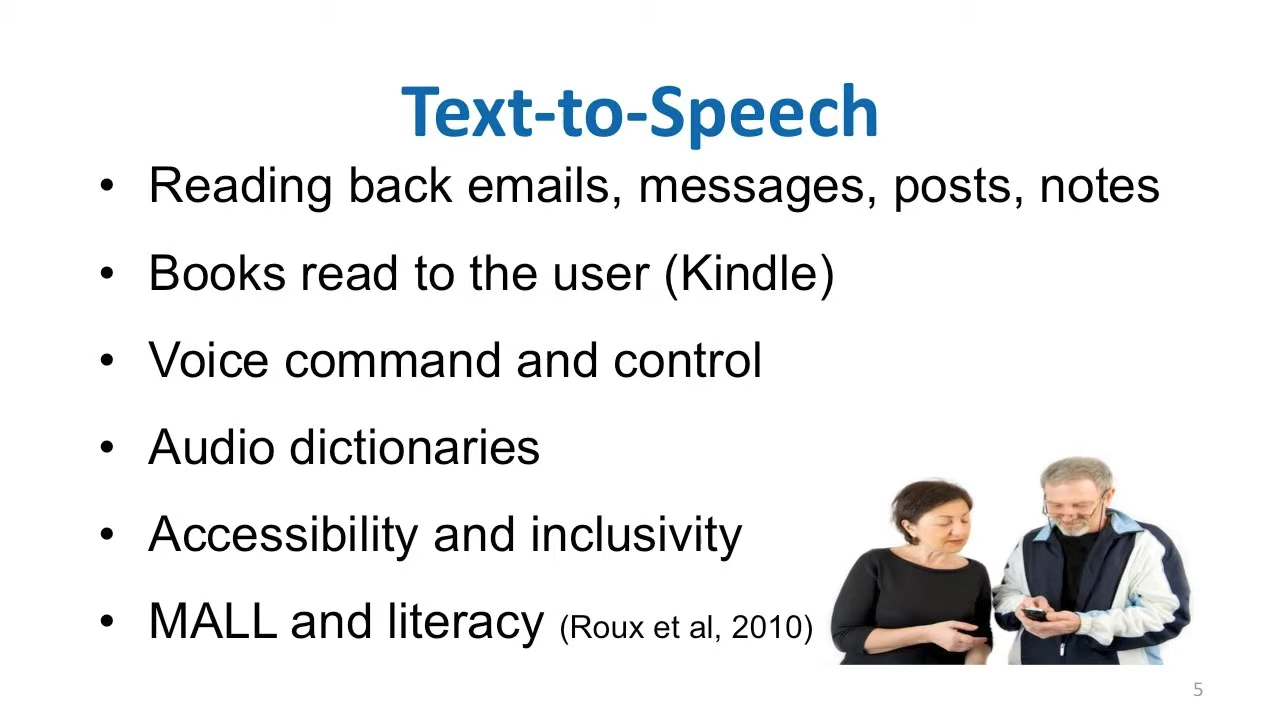 Text-to-Speech
• Reading back emails, messages, posts, notes
• Books read to the user (Kindle)
• Voice command and control
• Audio dictionaries
• Accessibility and inclusivity
• MALL and literacy (Roux et al, 2010)
5